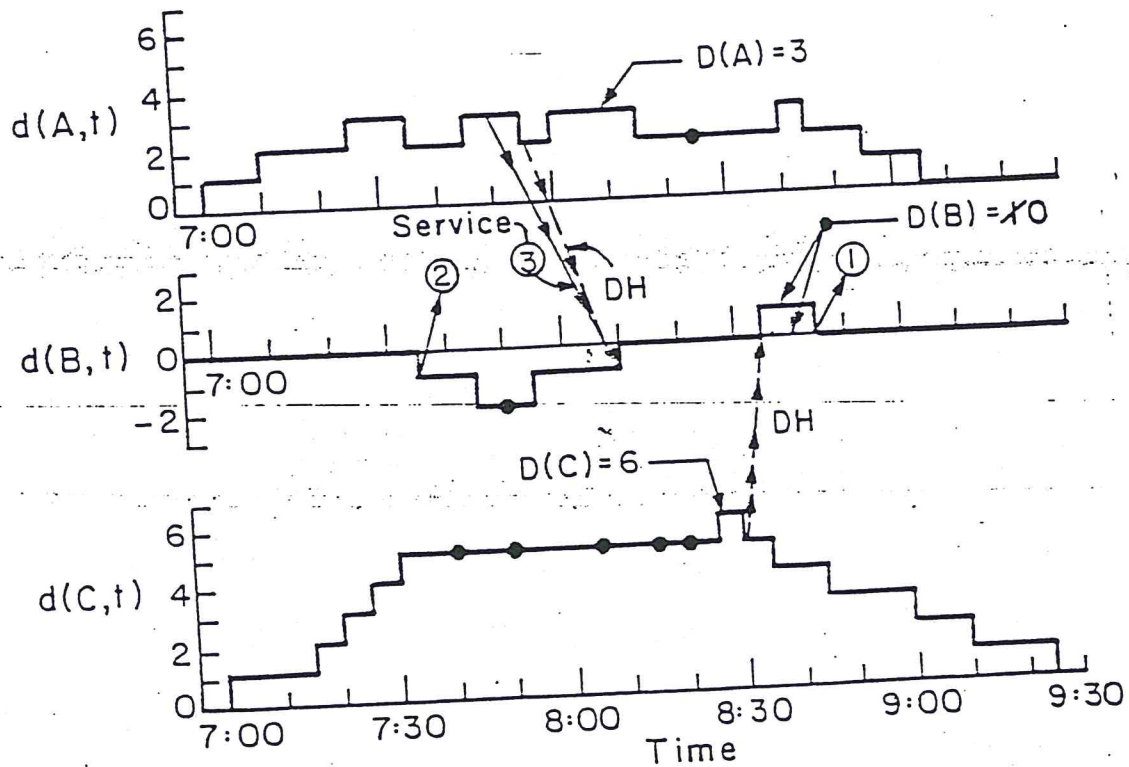 6
D(A)=3
4
d(A,t)
2
0
7:00
Service
③
DH
D(B)=X0
①
②
2
0
d(B,t)
7:00
-2
DH
D(C)=6
6
4
d(C,t)
2
0
7:00
7:30
8:00
8:30
9:00
9:30
Time